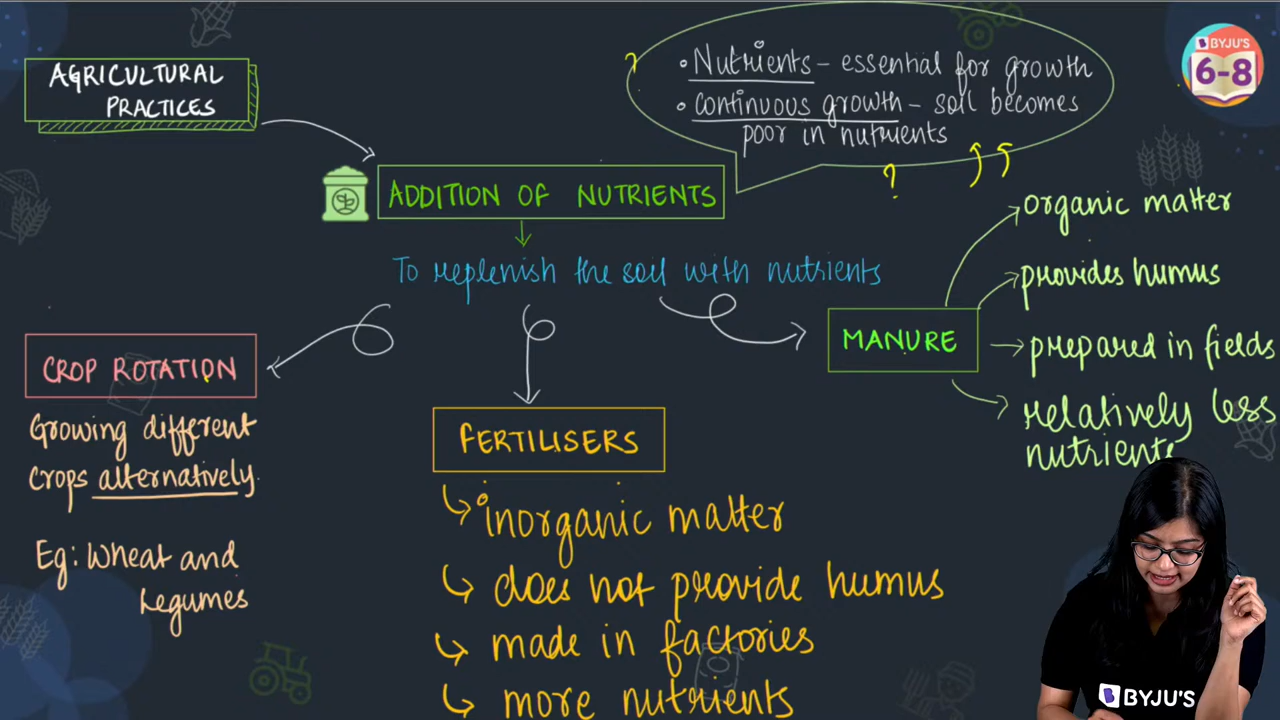 AGRICULTURAL
PRACTICES
• Nutrients – essential for growth
• continuous growth – soil becomes
poor in nutrients
BYJU'S
6-8
?
?
ADDITION OF NUTRIENTS
To replenish the soil with nutrients
CROP ROTATION
Growing different
crops alternatively.
Eg: Wheat and
Legumes
FERTILISERS
inorganic matter
does not provide humus
made in factories
more nutrients
MANURE
organic matter
provides humus
prepared in fields
relatively less
nutrients
BYJU'S